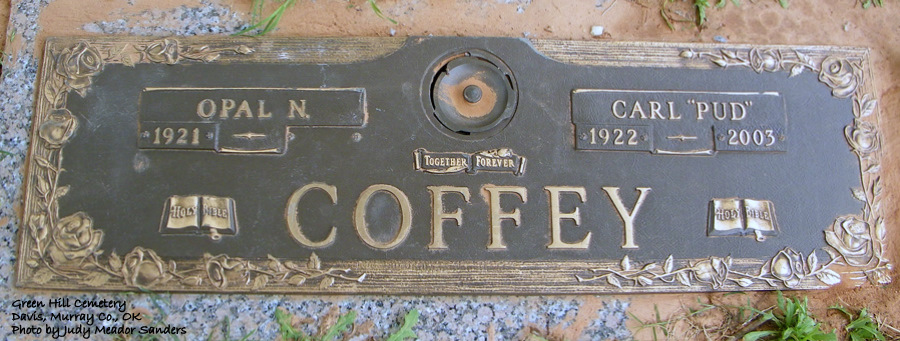 OPAL N.
1921
CARL "PUD"
1922 2003
TOGETHER FOREVER
HOLY BIBLE
COFFEY
HOLY BIBLE
Green Hill Cemetery
Davis, Murray Co., OK
Photo by Judy Meador Sanders